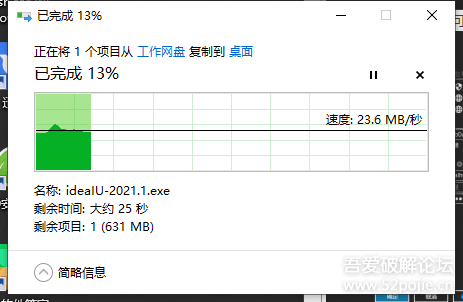 已完成 13%
正在将 1 个项目从 工作网盘 复制到 桌面
已完成 13%
速度: 23.6 MB/秒
名称: ideaIU-2021.1.exe
剩余时间: 大约 25 秒
剩余项目: 1 (631 MB)
简略信息
吾爱破解论坛
www.52pojie.cn